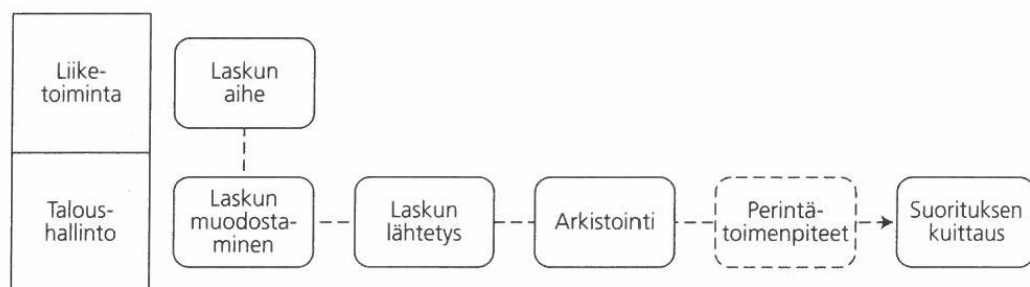 Liike-
toiminta
Laskun
aihe
Talous-
hallinto
Laskun
muodosta-
minen
Laskun
lähtetys
Arkistointi
Perintä-
toimenpiteet
Suorituksen
kuittaus